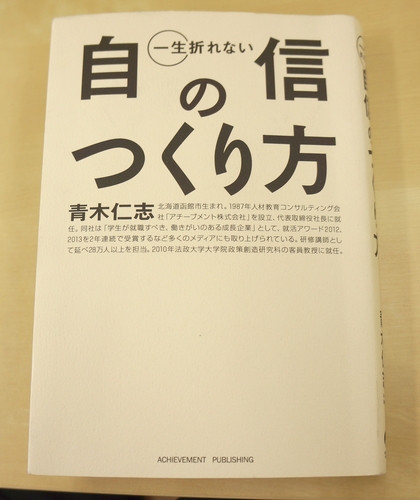 一生折れない
自信
の
つくり方
青木仁志
北海道函館市生まれ。1987年人材教育コンサルティング会
社「アチーブメント株式会社」を設立、代表取締役社長に就
任。同社は「学生が就職すべき、働きがいのある成長企業」として、就活アワード2012、
2013を2年連続で受賞するなど多くのメディアにも取り上げられている。研修講師とし
て延べ28万人以上を担当。2010年法政大学大学院政策創造研究科の客員教授に就任。
ACHIEVEMENT PUBLISHING